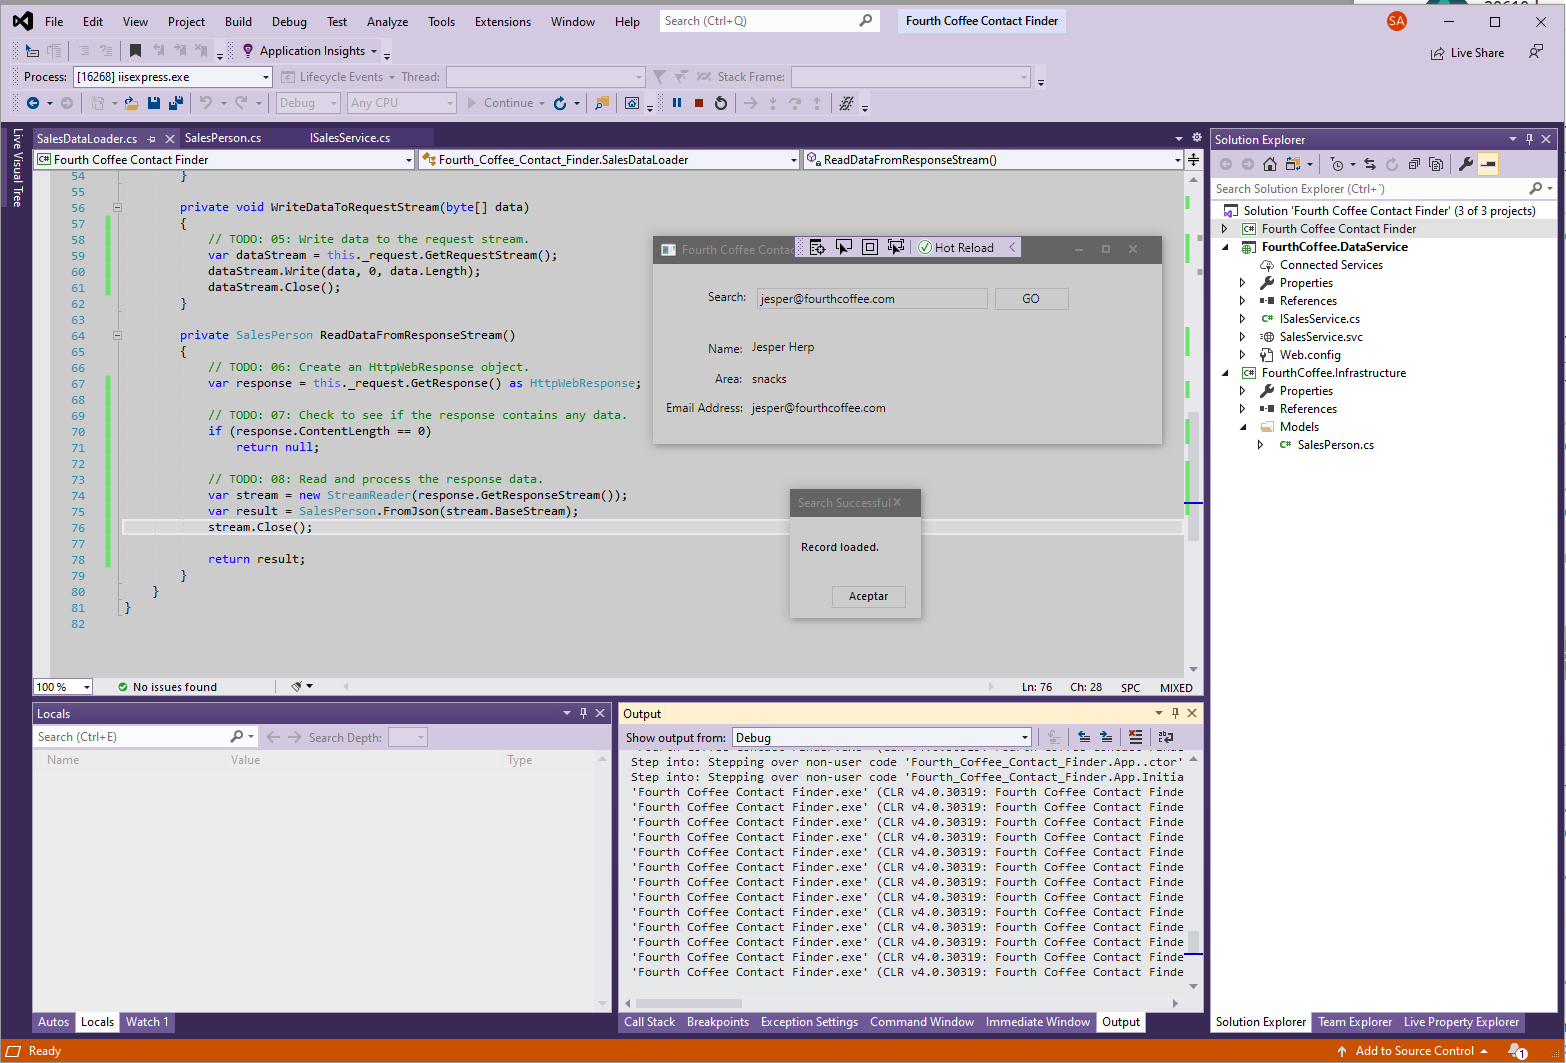 File Edit View Project Build Debug Test Analyze Tools Extensions Window Help Search (Ctrl+Q) Fourth Coffee Contact Finder SA
Application Insights Live Share
Process: [16268] iisexpress.exe Lifecycle Events Thread: Stack Frame:
Debug Any CPU Continue
Live Visual Tree
SalesDataLoader.cs SalesPerson.cs ISalesService.cs
Fourth Coffee Contact Finder Fourth_Coffee_Contact_Finder.SalesDataLoader ReadDataFromResponseStream()
54 }
55
56 private void WriteDataToRequestStream(byte[] data)
57 {
58 // TODO: 05: Write data to the request stream.
59 var dataStream = this._request.GetRequestStream();
60 dataStream.Write(data, 0, data.Length);
61 dataStream.Close();
62 }
63
64 private SalesPerson ReadDataFromResponseStream()
65 {
66 // TODO: 06: Create an HttpWebResponse object.
67 var response = this._request.GetResponse() as HttpWebResponse;
68
69 // TODO: 07: Check to see if the response contains any data.
70 if (response.ContentLength == 0)
71 return null;
72
73 // TODO: 08: Read and process the response data.
74 var stream = new StreamReader(response.GetResponseStream());
75 var result = SalesPerson.FromJson(stream.BaseStream);
76 stream.Close();
77
78 return result;
79 }
80 }
81 }
82
Fourth Coffee Contac Hot Reload
Search: jesper@fourthcoffee.com GO
Name: Jesper Herp
Area: snacks
Email Address: jesper@fourthcoffee.com
Search Successful
Record loaded.
Aceptar
100 % No issues found Ln: 76 Ch: 28 SPC MIXED
Locals
Search (Ctrl+E) Search Depth:
Name Value Type
Autos Locals Watch 1
Output
Show output from: Debug
Step into: Stepping over non-user code 'Fourth_Coffee_Contact_Finder.App..ctor'
Step into: Stepping over non-user code 'Fourth_Coffee_Contact_Finder.App.Initia
'Fourth Coffee Contact Finder.exe' (CLR v4.0.30319: Fourth Coffee Contact Finde
'Fourth Coffee Contact Finder.exe' (CLR v4.0.30319: Fourth Coffee Contact Finde
'Fourth Coffee Contact Finder.exe' (CLR v4.0.30319: Fourth Coffee Contact Finde
'Fourth Coffee Contact Finder.exe' (CLR v4.0.30319: Fourth Coffee Contact Finde
'Fourth Coffee Contact Finder.exe' (CLR v4.0.30319: Fourth Coffee Contact Finde
'Fourth Coffee Contact Finder.exe' (CLR v4.0.30319: Fourth Coffee Contact Finde
'Fourth Coffee Contact Finder.exe' (CLR v4.0.30319: Fourth Coffee Contact Finde
'Fourth Coffee Contact Finder.exe' (CLR v4.0.30319: Fourth Coffee Contact Finde
'Fourth Coffee Contact Finder.exe' (CLR v4.0.30319: Fourth Coffee Contact Finde
'Fourth Coffee Contact Finder.exe' (CLR v4.0.30319: Fourth Coffee Contact Finde
'Fourth Coffee Contact Finder.exe' (CLR v4.0.30319: Fourth Coffee Contact Finde
'Fourth Coffee Contact Finder.exe' (CLR v4.0.30319: Fourth Coffee Contact Finde
'Fourth Coffee Contact Finder.exe' (CLR v4.0.30319: Fourth Coffee Contact Finde
Call Stack Breakpoints Exception Settings Command Window Immediate Window Output
Solution Explorer
Search Solution Explorer (Ctrl+`)
Solution 'Fourth Coffee Contact Finder' (3 of 3 projects)
Fourth Coffee Contact Finder
FourthCoffee.DataService
Connected Services
Properties
References
ISalesService.cs
SalesService.svc
Web.config
FourthCoffee.Infrastructure
Properties
References
Models
SalesPerson.cs
Solution Explorer Team Explorer Live Property Explorer
Ready Add to Source Control 1